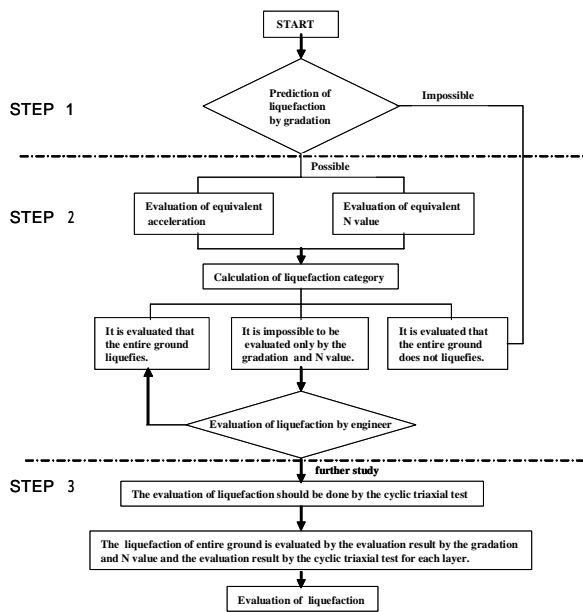 START
Prediction of
liquefaction
by gradation
Impossible
STEP 1
Possible
STEP 2
Evaluation of equivalent
acceleration
Evaluation of equivalent
N value
Calculation of liquefaction category
It is evaluated that
the entire ground
liquefies.
It is impossible to be
evaluated only by the
gradation and N value.
It is evaluated that
the entire ground
does not liquefies.
Evaluation of liquefaction by engineer
further study
STEP 3
The evaluation of liquefaction should be done by the cyclic triaxial test
The liquefaction of entire ground is evaluated by the evaluation result by the gradation
and N value and the evaluation result by the cyclic triaxial test for each layer.
Evaluation of liquefaction